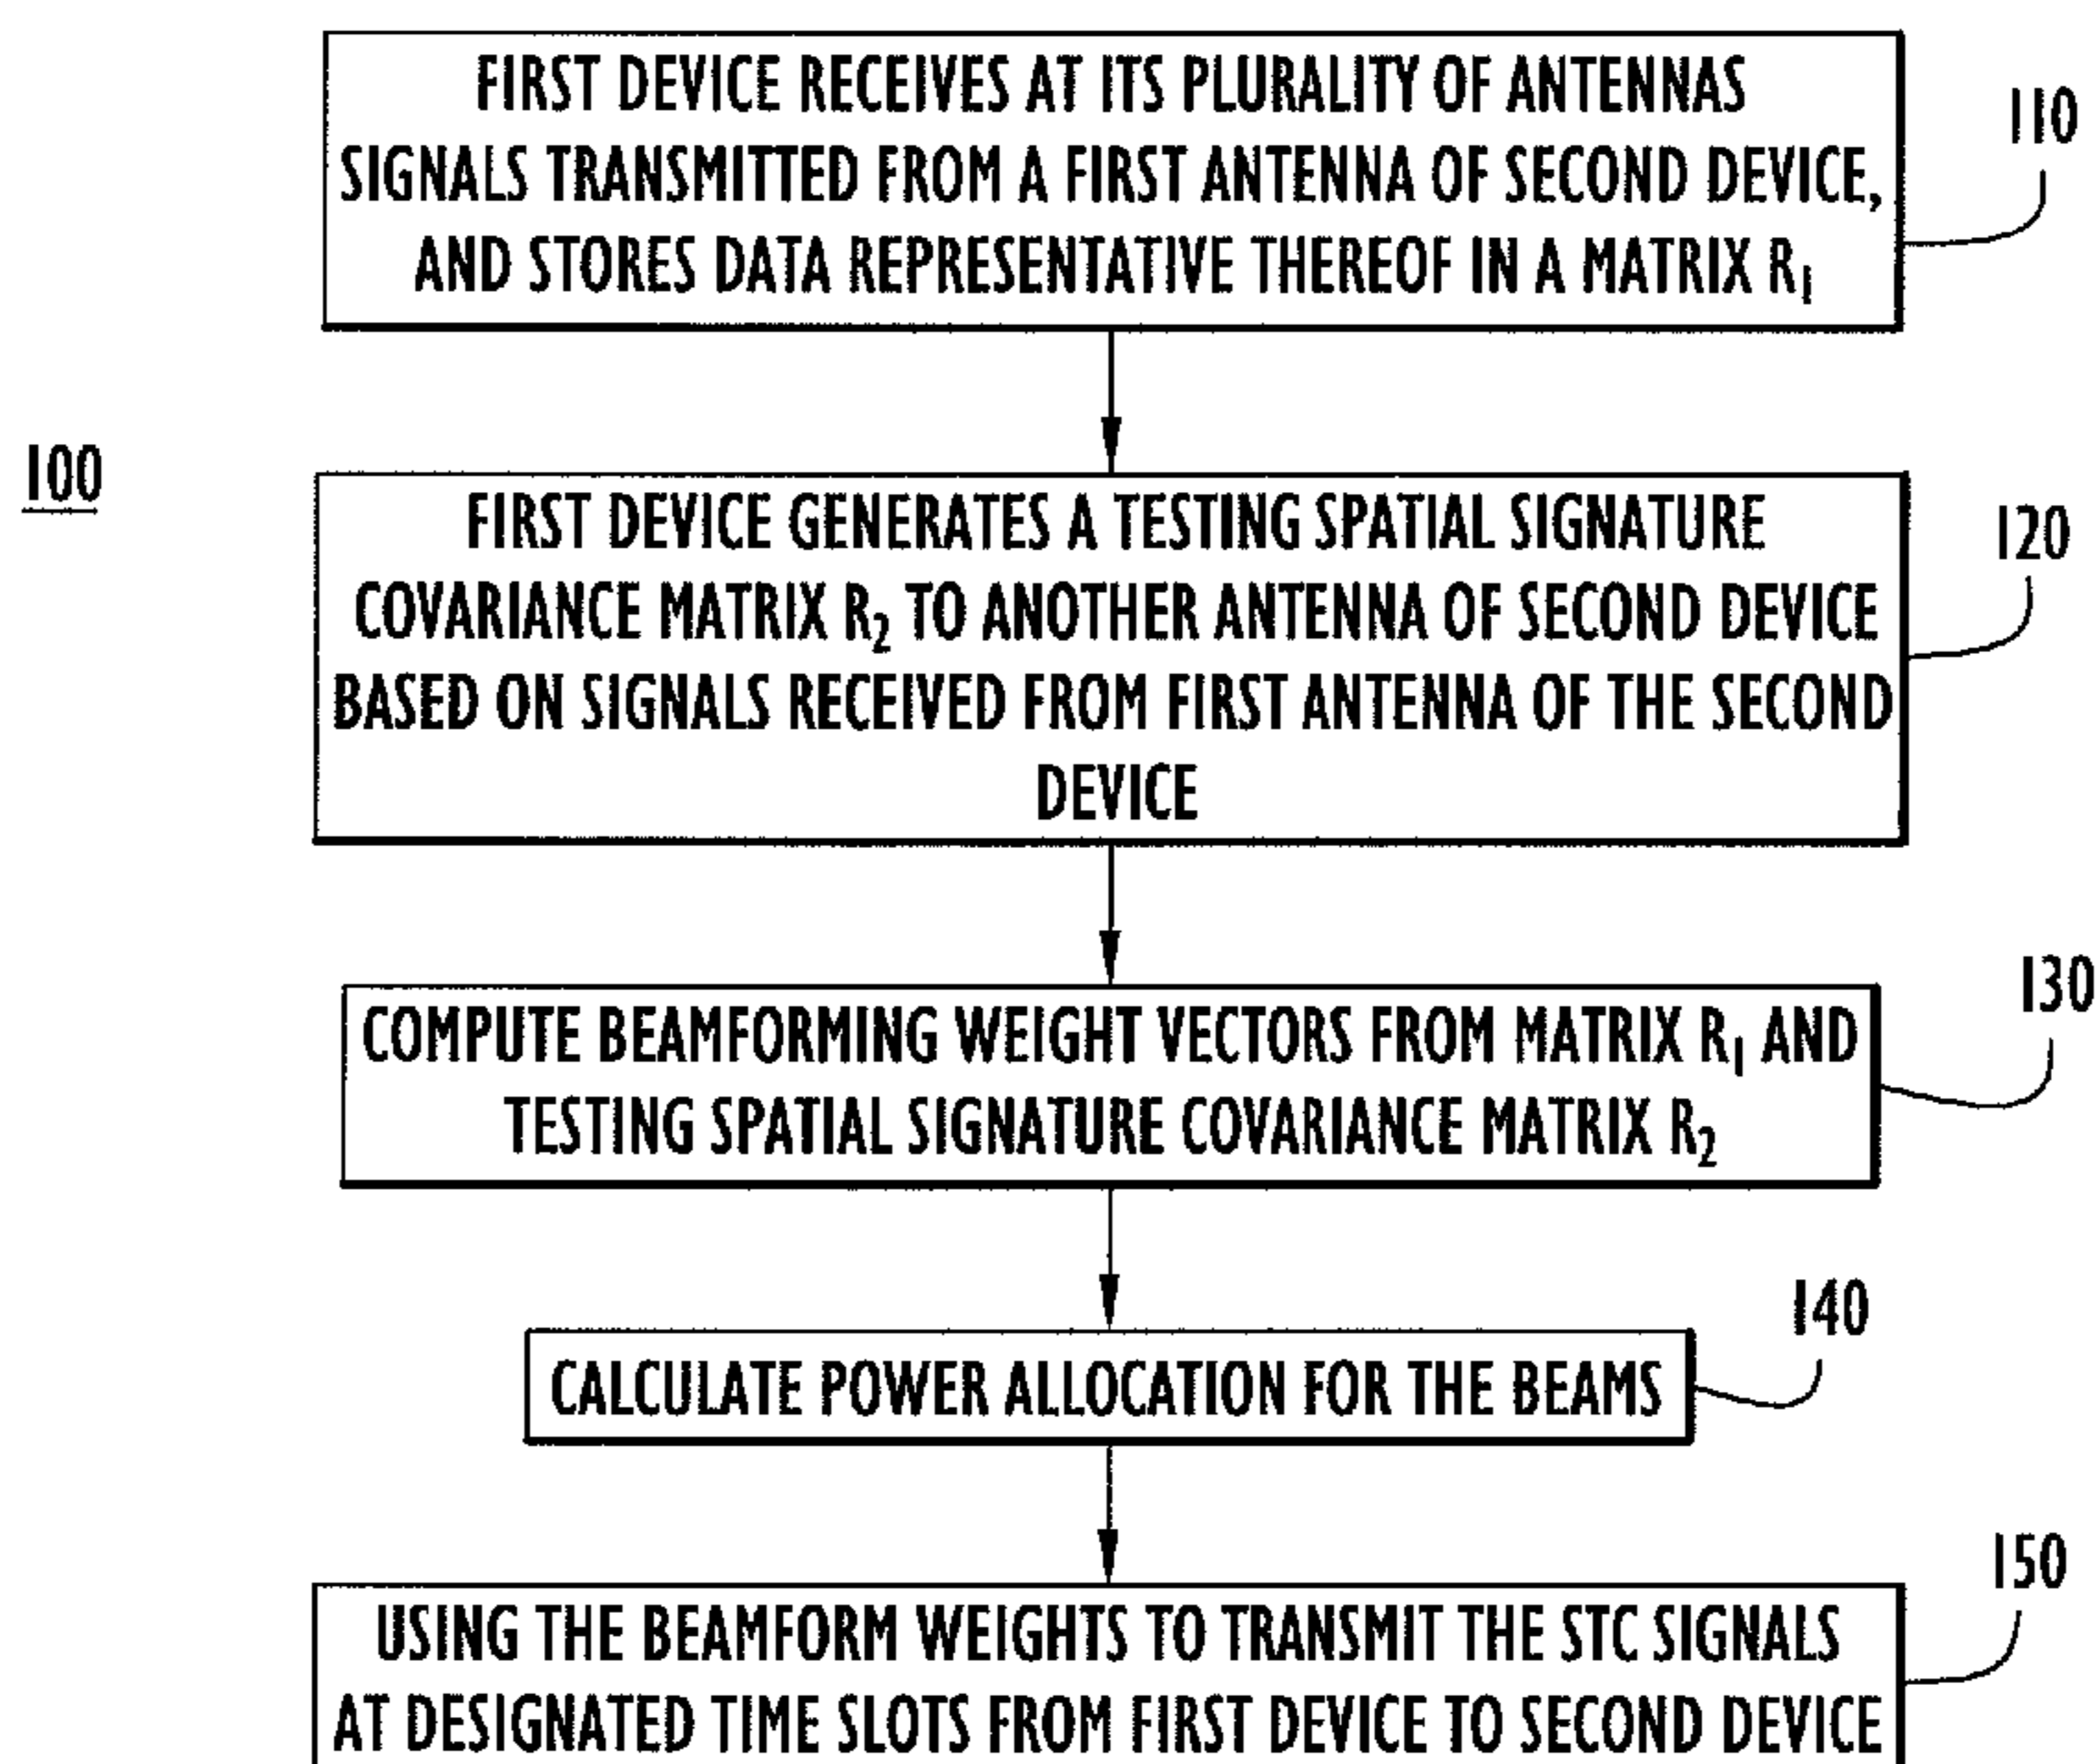 FIRST DEVICE RECEIVES AT ITS PLURALITY OF ANTENNAS
SIGNALS TRANSMITTED FROM A FIRST ANTENNA OF SECOND DEVICE,
AND STORES DATA REPRESENTATIVE THEREOF IN A MATRIX R₁
110
100
FIRST DEVICE GENERATES A TESTING SPATIAL SIGNATURE
COVARIANCE MATRIX R₂ TO ANOTHER ANTENNA OF SECOND DEVICE
BASED ON SIGNALS RECEIVED FROM FIRST ANTENNA OF THE SECOND
DEVICE
120
COMPUTE BEAMFORMING WEIGHT VECTORS FROM MATRIX R₁ AND
TESTING SPATIAL SIGNATURE COVARIANCE MATRIX R₂
130
CALCULATE POWER ALLOCATION FOR THE BEAMS
140
USING THE BEAMFORM WEIGHTS TO TRANSMIT THE STC SIGNALS
AT DESIGNATED TIME SLOTS FROM FIRST DEVICE TO SECOND DEVICE
150